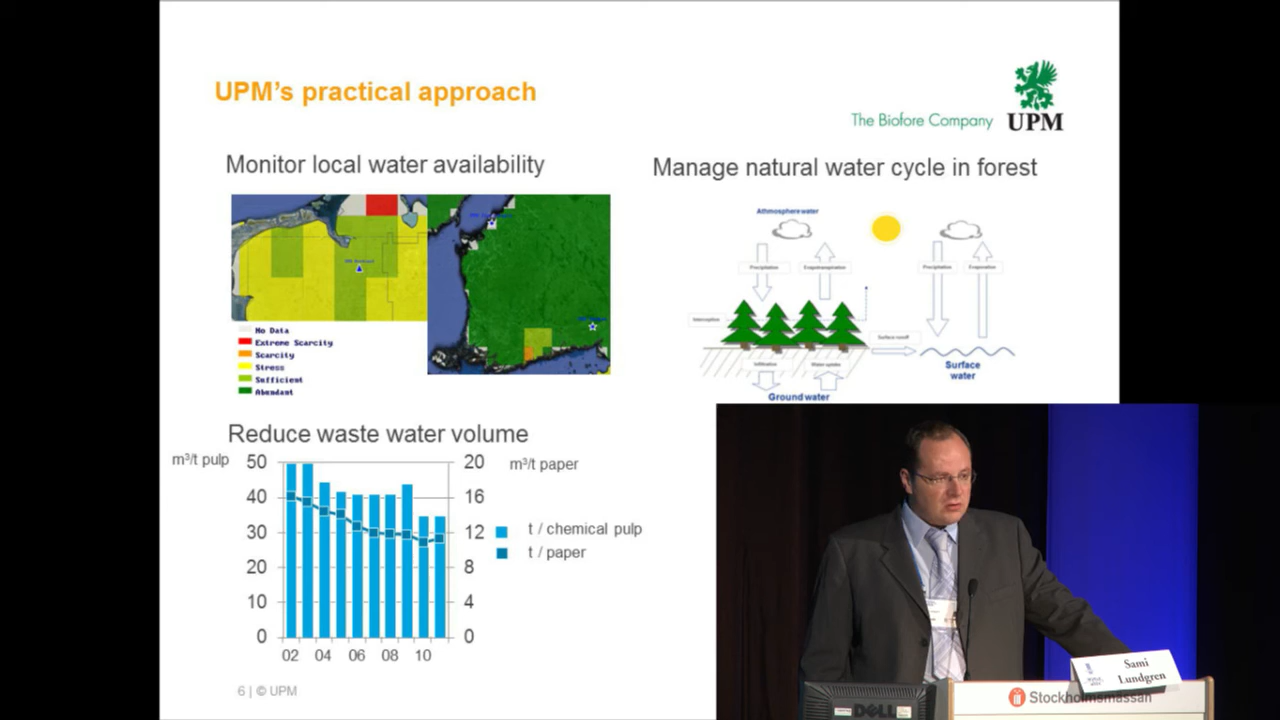 UPM's practical approach
The Biofore Company
UPM
Monitor local water availability
Manage natural water cycle in forest
No Data
Extreme Scarcity
Scarcity
Stress
Sufficient
Abundant
Athmosphere water
Precipitation
Evapotranspiration
Precipitation
Evaporation
Interception
Surface runoff
Infiltration
Water uptake
Surface
water
Ground water
Reduce waste water volume
m³/t pulp
50
40
30
20
10
0
20
16
12
8
4
0
m³/t paper
02 04 06 08 10
t / chemical pulp
t / paper
6 | © UPM
Sami
Lundgren
Stockholmsmässan
DELL